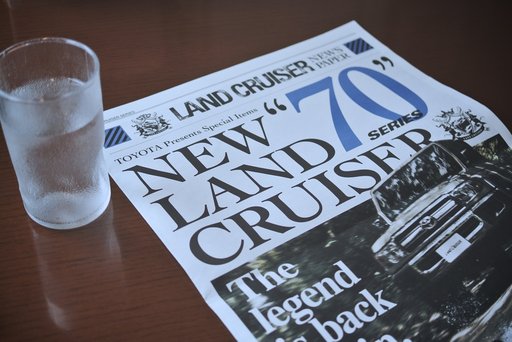 LAND CRUISER NEWS PAPER
TOYOTA Presents Special Items
NEW "70"
LAND SERIES
CRUISER
The
legend
is back